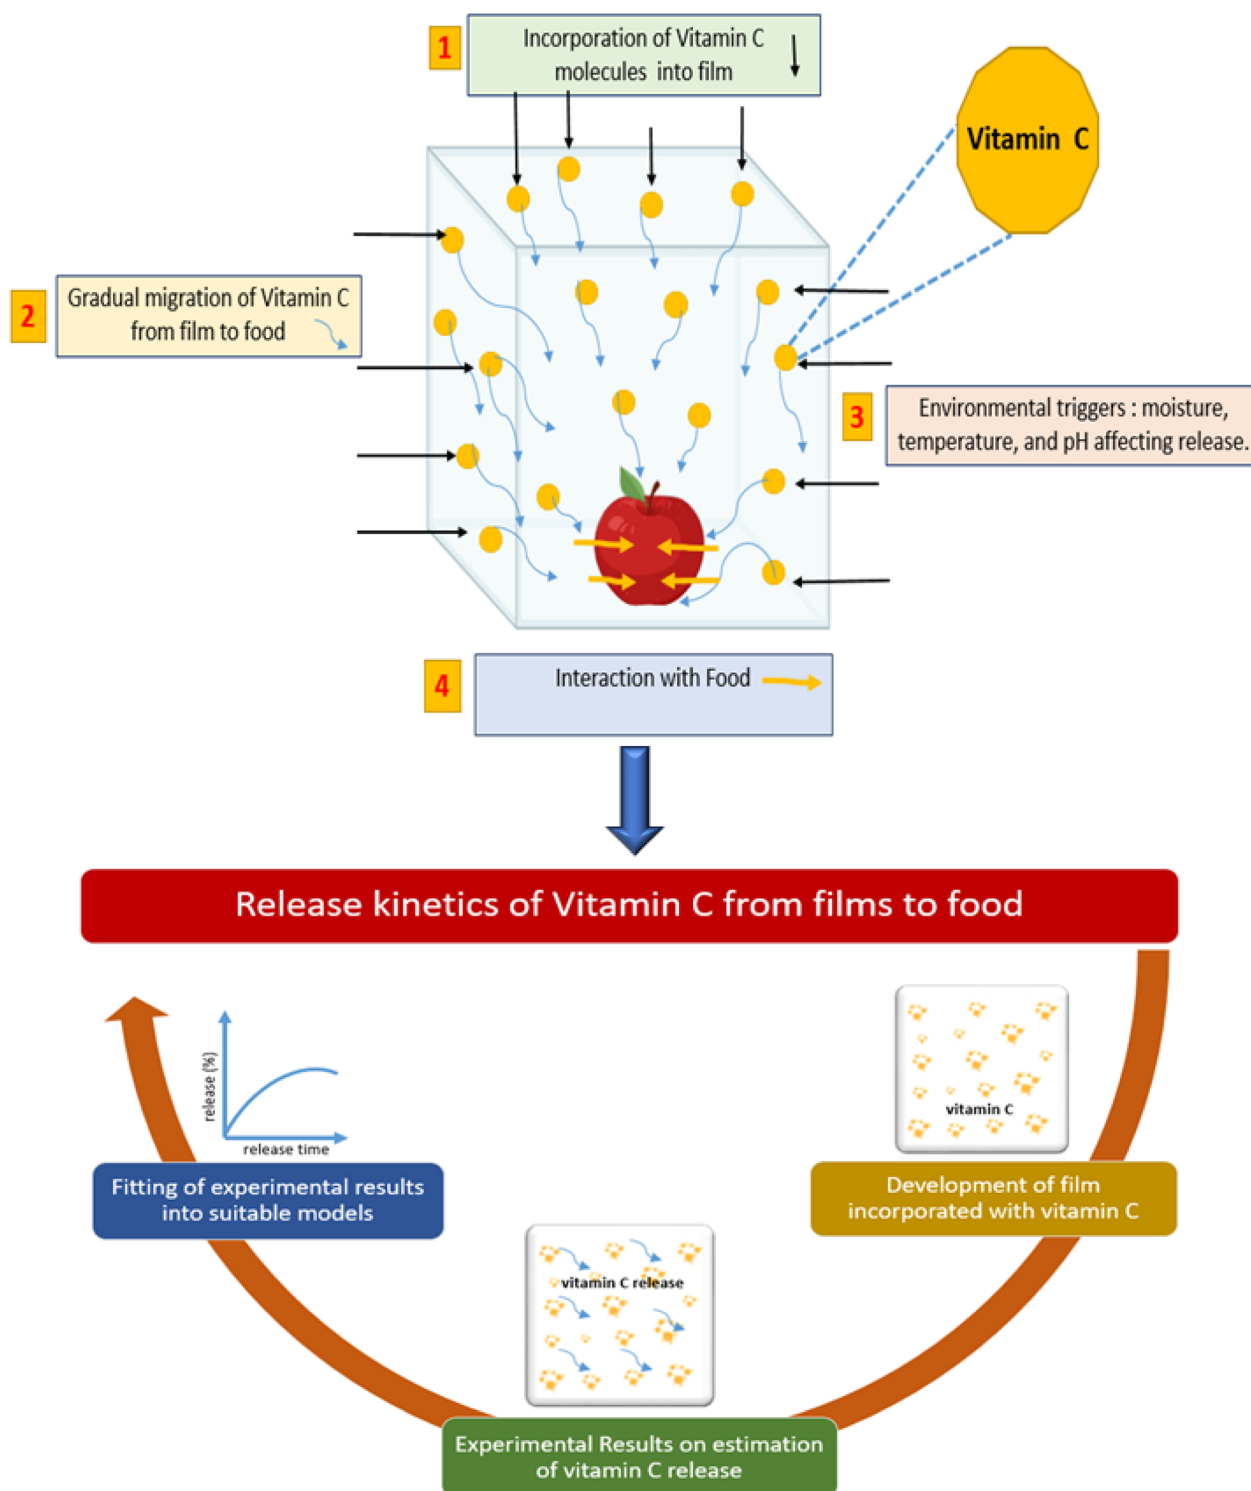 1
Incorporation of Vitamin C
molecules into film
Vitamin C
2
Gradual migration of Vitamin C
from film to food
3
Environmental triggers : moisture,
temperature, and pH affecting release.
4
Interaction with Food
Release kinetics of Vitamin C from films to food
release (%)
release time
Fitting of experimental results
into suitable models
vitamin C
Development of film
incorporated with vitamin C
vitamin C release
Experimental Results on estimation
of vitamin C release